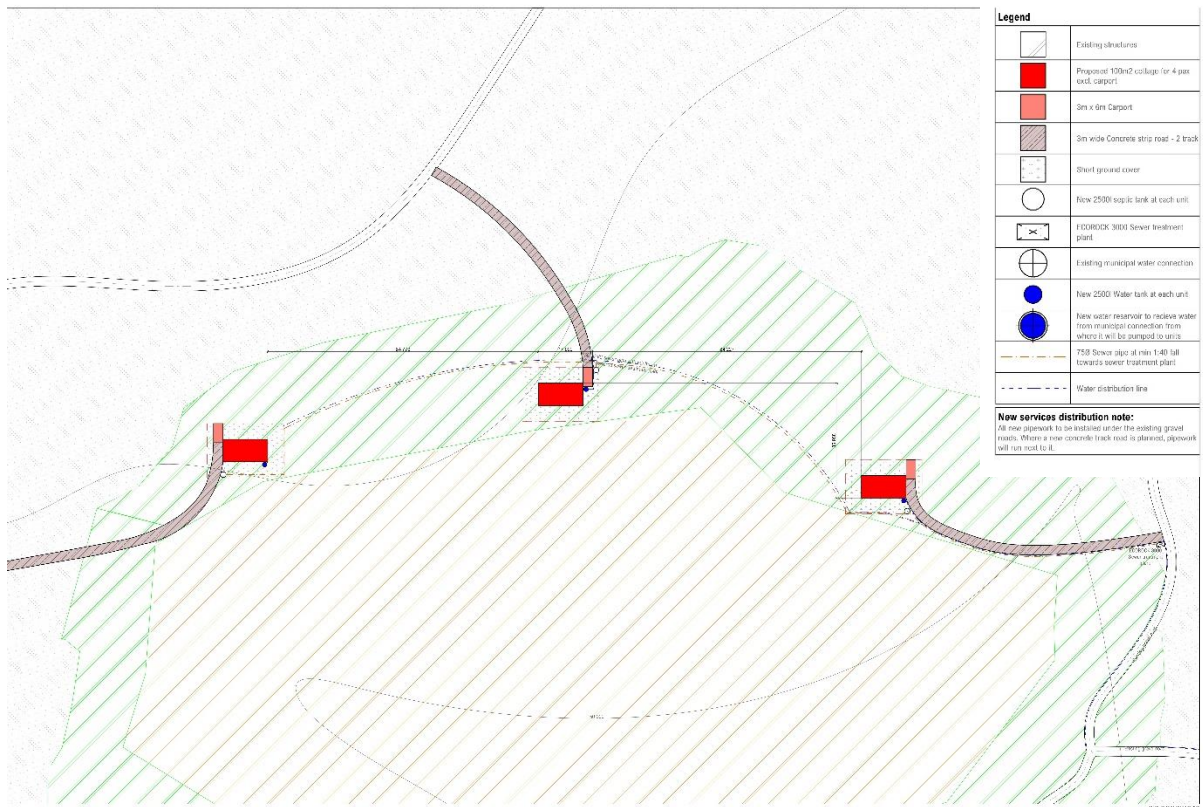 Legend
Existing structures
Proposed 100m2 cottage for 4 pax
excl. carport
3m x 6m Carport
3m wide Concrete strip road - 2 track
Short ground cover
New 2500l septic tank at each unit
ECOROCK 3000 Sewer treatment
plant
Existing municipal water connection
New 2500l Water tank at each unit
New water reservoir to recieve water
from municipal connection from
where it will be pumped to units
75Ø Sewer pipe at min 1:40 fall
towards sewer treatment plant
Water distribution line
New services distribution note:
All new pipework to be installed under the existing gravel
roads. Where a new concrete track road is planned, pipework
will run next to it.
ECOROCK 3000